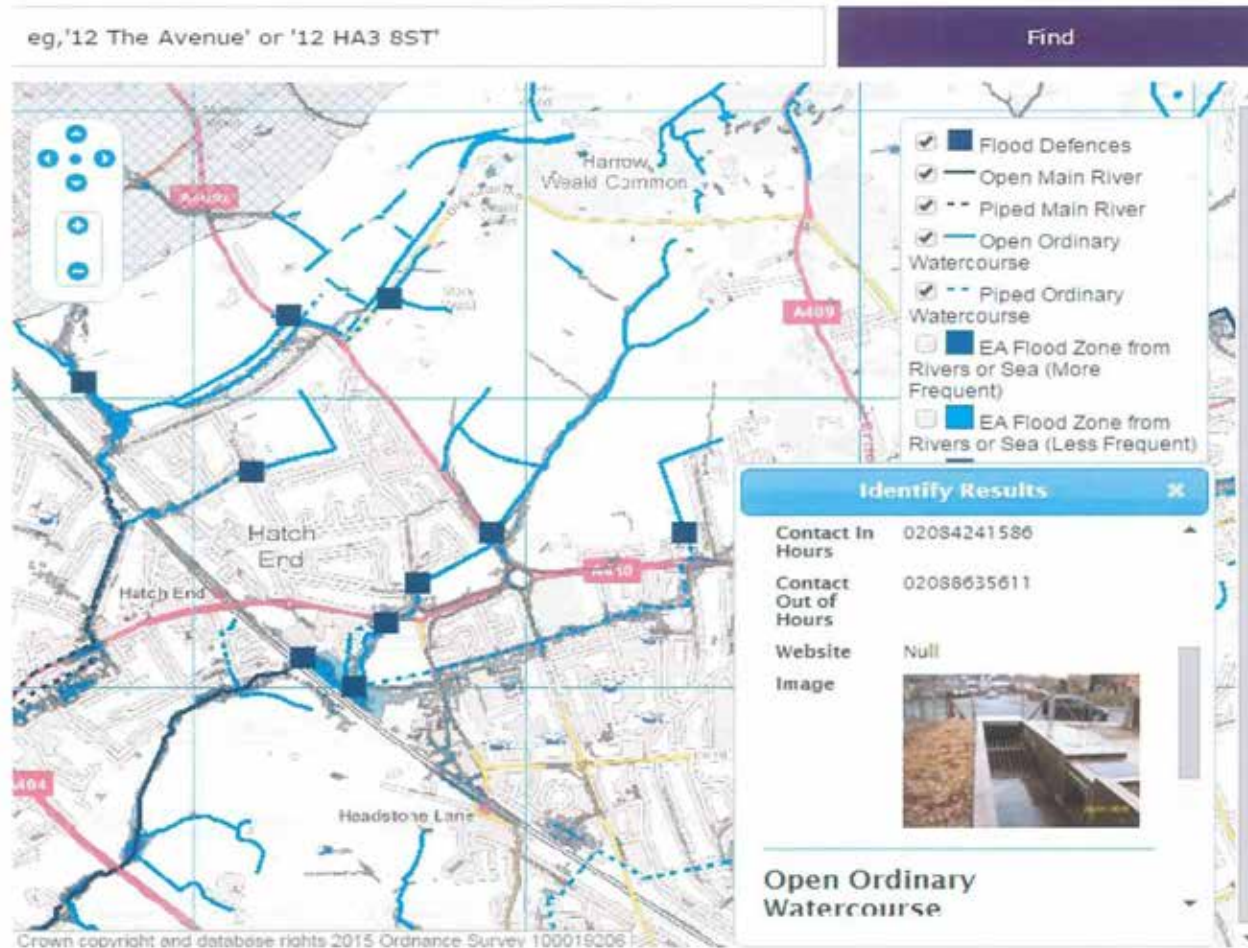 eg,'12 The Avenue' or '12 HA3 8ST'
Find
Harrow
Weald Common
A409
Flood Defences
Open Main River
Piped Main River
Open Ordinary
Watercourse
Piped Ordinary
Watercourse
EA Flood Zone from
Rivers or Sea (More
Frequent)
EA Flood Zone from
Rivers or Sea (Less Frequent)
Hatch
End
Hatch End
A410
A404
Headstone Lane
Identify Results
Contact In
Hours
02084241586
Contact
Out of
Hours
02088635611
Website
Null
Image
Open Ordinary
Watercourse
Crown copyright and database rights 2015 Ordnance Survey 100019206